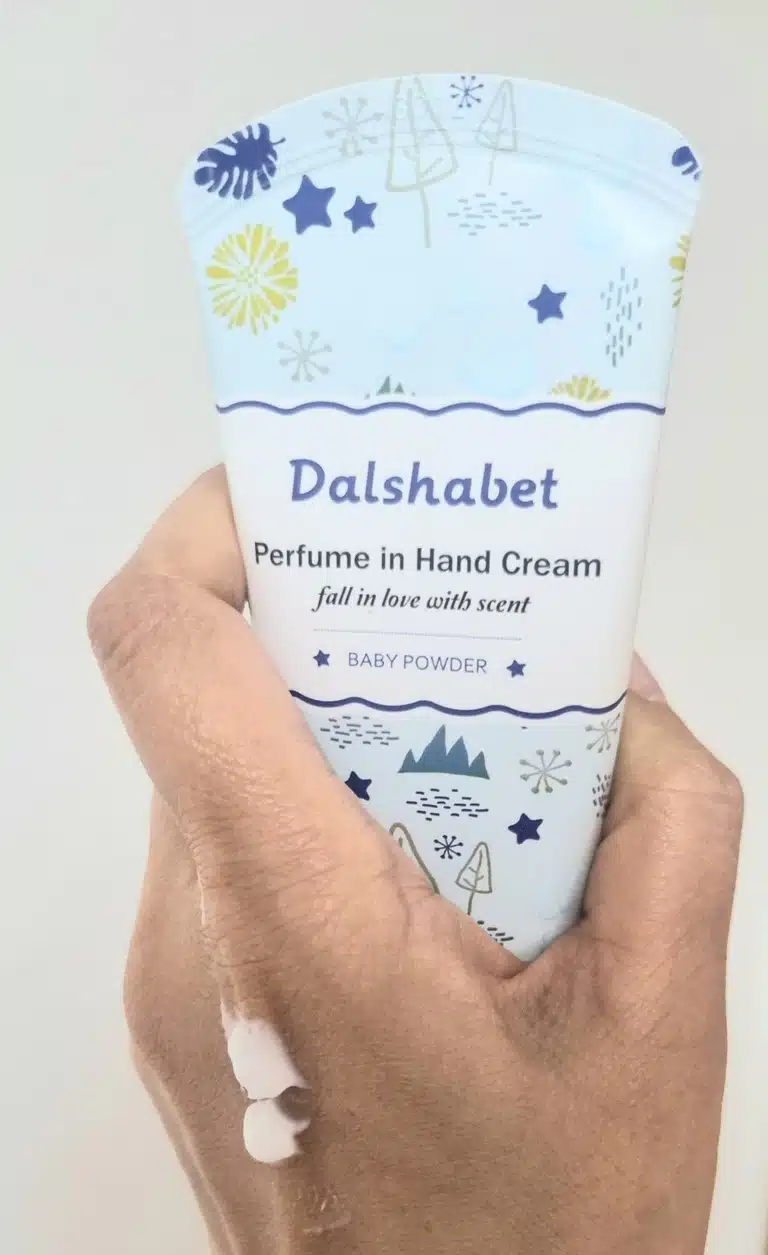 Dalshabet
Perfume in Hand Cream
fall in love with scent
BABY POWDER